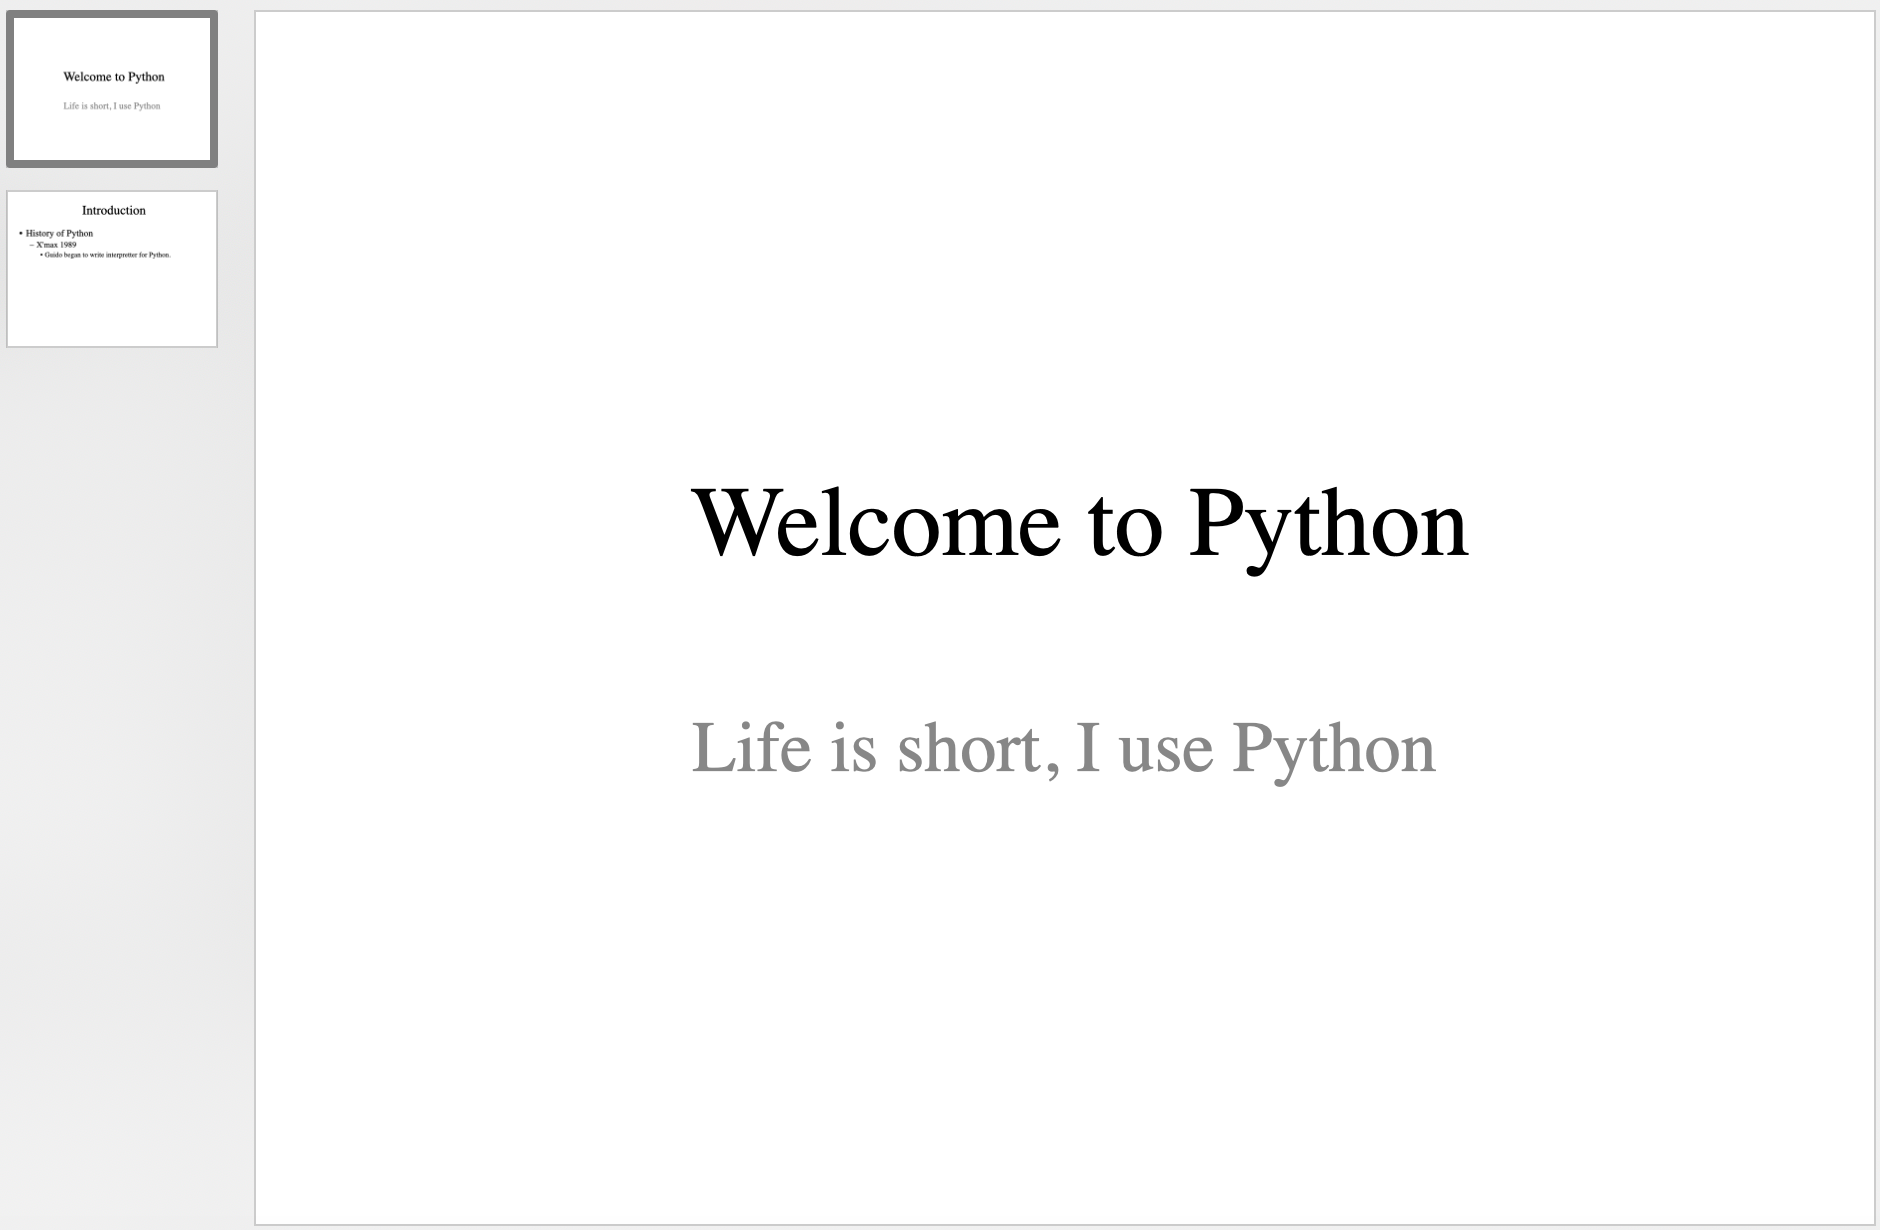 Welcome to Python
Life is short, I use Python
Introduction
• History of Python
– X'max 1989
• Guido began to write interpretter for Python.
Welcome to Python
Life is short, I use Python